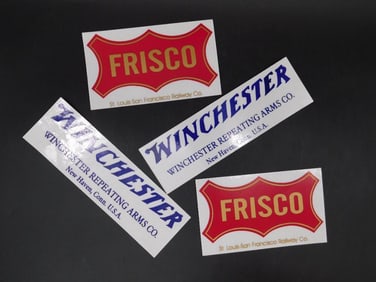 FRISCO
St. Louis San Francisco Railway Co.
WINCHESTER
WINCHESTER REPEATING ARMS CO.
New Haven, Conn. U.S.A.
WINCHESTER
WINCHESTER REPEATING ARMS CO.
New Haven, Conn. U.S.A.
FRISCO
St. Louis-San Francisco Railway Co.